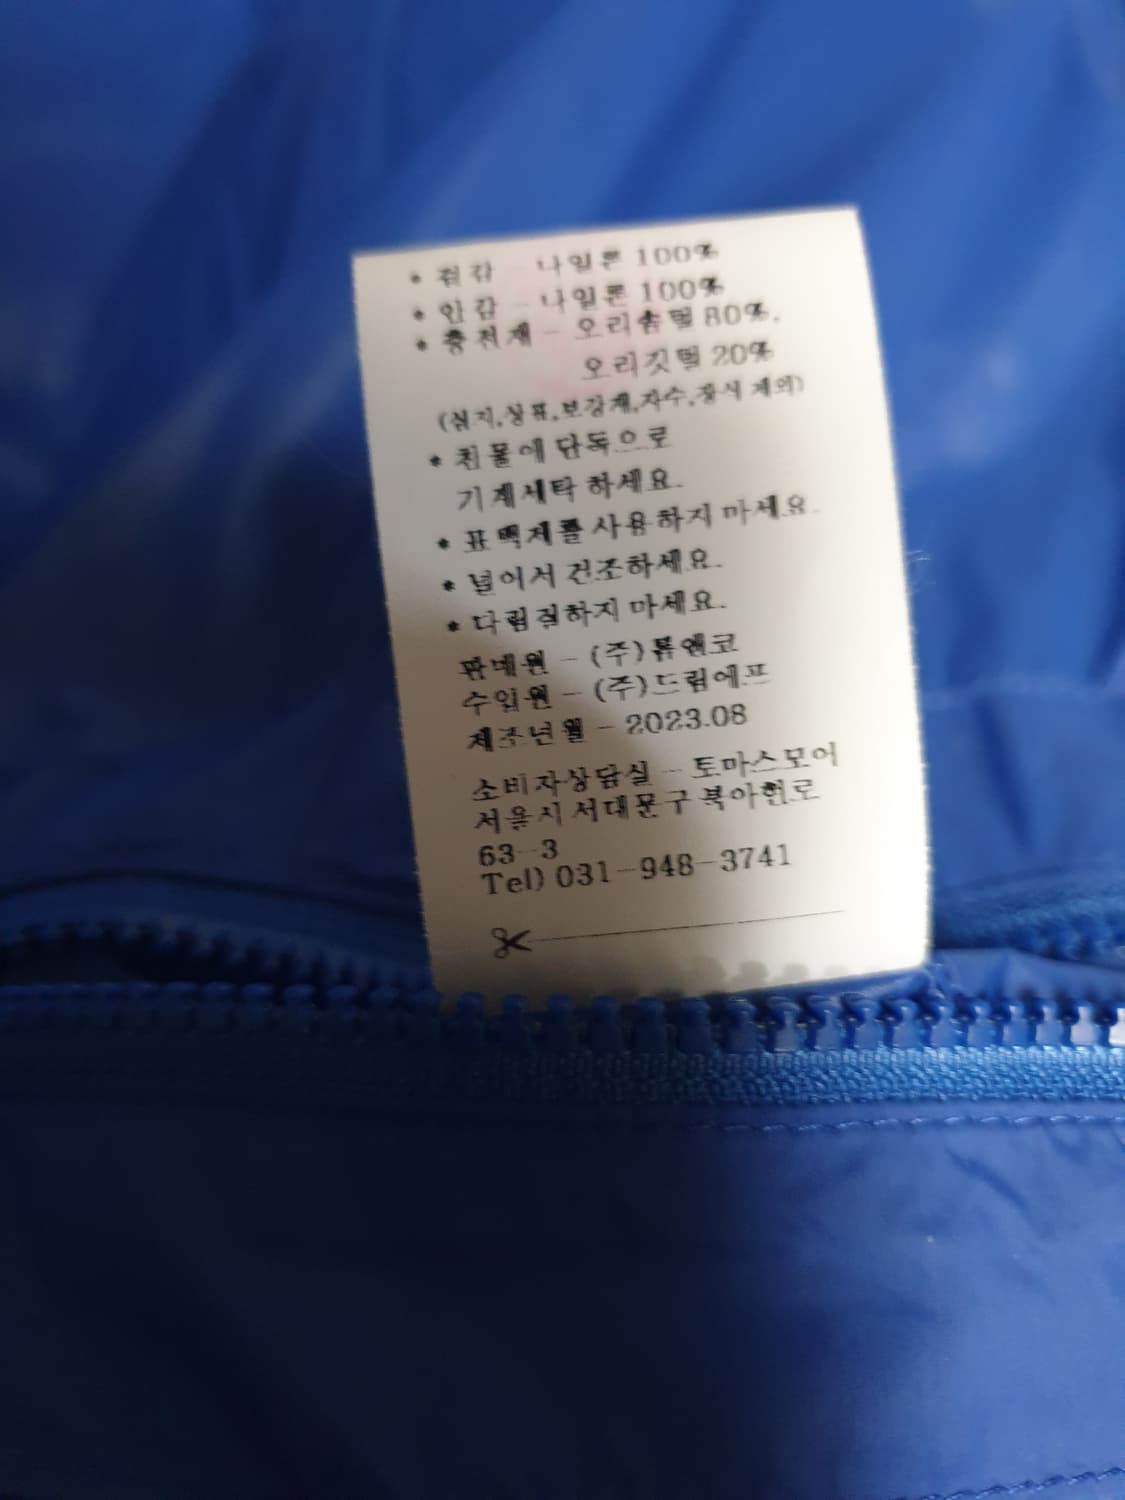 * 겉감 나일론 100%
* 안감 - 나일론 100%
* 충전재 - 오리솜털 80%,
오리깃털 20%
(심지,상표,보강재,자수,장식 제외)
* 찬물에 단독으로
기계세탁 하세요.
* 표백제를 사용하지 마세요.
* 널어서 건조하세요.
* 다림질하지 마세요.
판매원 - (주)
수입원 - (주)드림에프
제조년월 - 2023.08
소비자상담실 - 토마스모어
서울시 서대문구 북아현로
63-3
Tel) 031-948-3741